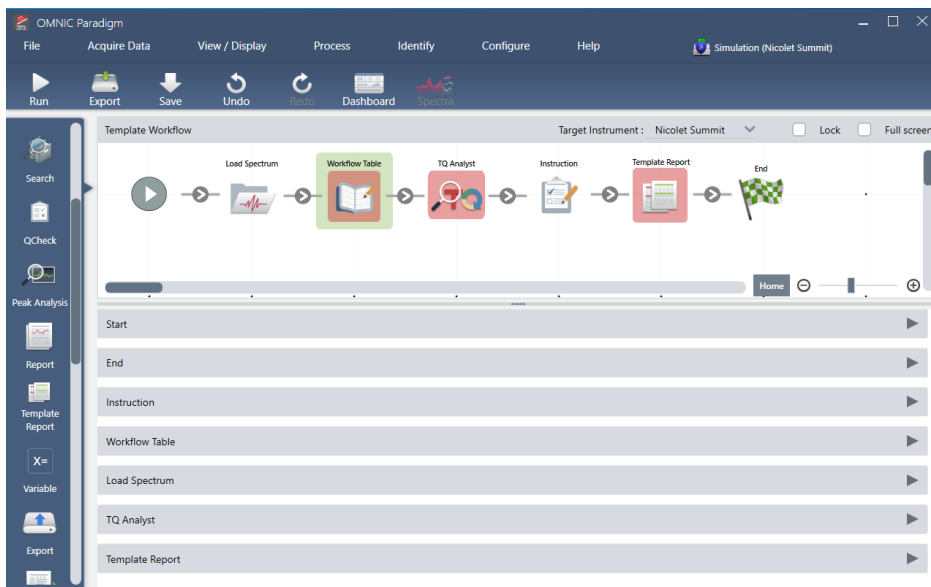 OMNIC Paradigm
File Acquire Data View / Display Process Identify Configure Help Simulation (Nicolet Summit)
Run Export Save Undo Redo Dashboard Spectra
Template Workflow Target Instrument : Nicolet Summit Lock Full screen
Search
QCheck
Peak Analysis
Report
Template
Report
X=
Variable
Export
Load Spectrum Workflow Table TQ Analyst Instruction Template Report End
Home
Start
End
Instruction
Workflow Table
Load Spectrum
TQ Analyst
Template Report